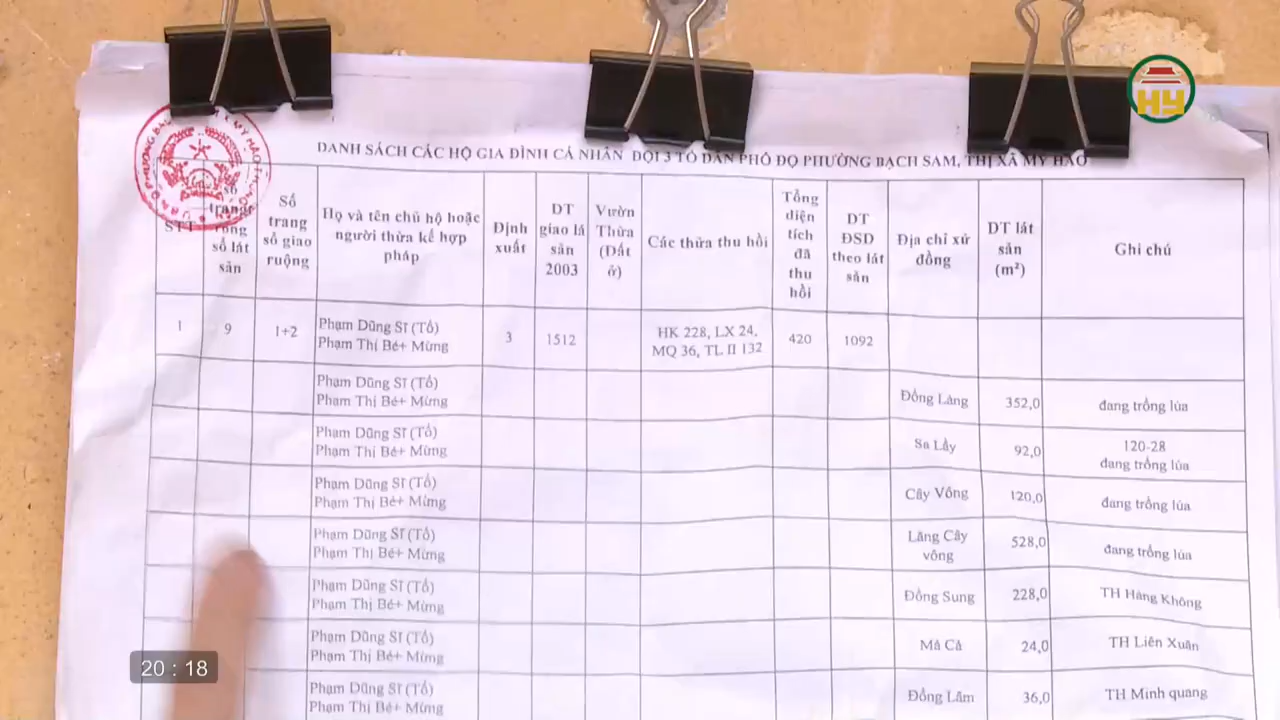 HY
DANH SÁCH CÁC HỘ GIA ĐÌNH CÁ NHÂN ĐỘI 3 TỔ DÂN PHỐ ĐỌ PHƯỜNG BẠCH SAM, THỊ XÃ MỸ HÀO
STT
Số
trang
số giao
ruộng
Họ và tên chủ hộ hoặc
người thừa kế hợp
pháp
Định
xuất
DT
giao lá
săn
2003
Vườn
Thừa
(Đất
ở)
Các thửa thu hồi
Tổng
diện
tích
đã
thu
hồi
DT
ĐSD
theo lát
săn
Địa chỉ xứ
đồng
DT lát
săn
(m²)
Ghi chú
số lát
săn
1 9 1+2 Phạm Dũng Sĩ (Tố) 3 1512 HK 228, LX 24, 420 1092
Phạm Thị Bé+ Mừng MQ 36, TL II 132
Phạm Dũng Sĩ (Tố)
Phạm Thị Bé+ Mừng Đồng Làng 352,0 đang trồng lúa
Phạm Dũng Sĩ (Tố) Sa Lầy 92,0 120-28
Phạm Thị Bé+ Mừng đang trồng lúa
Phạm Dũng Sĩ (Tố)
Phạm Thị Bé+ Mừng Cây Vông 120,0 đang trồng lúa
Phạm Dũng Sĩ (Tố) Lăng Cây 528,0 đang trồng lúa
Phạm Thị Bé+ Mừng vông
Phạm Dũng Sĩ (Tố)
Phạm Thị Bé+ Mừng Đồng Sung 228,0 TH Hàng Không
Phạm Dũng Sĩ (Tố)
Phạm Thị Bé+ Mừng Mả Cả 24,0 TH Liên Xuân
Phạm Dũng Sĩ (Tố)
Phạm Thị Bé+ Mừng Đồng Lâm 36,0 TH Minh quang
20 : 18